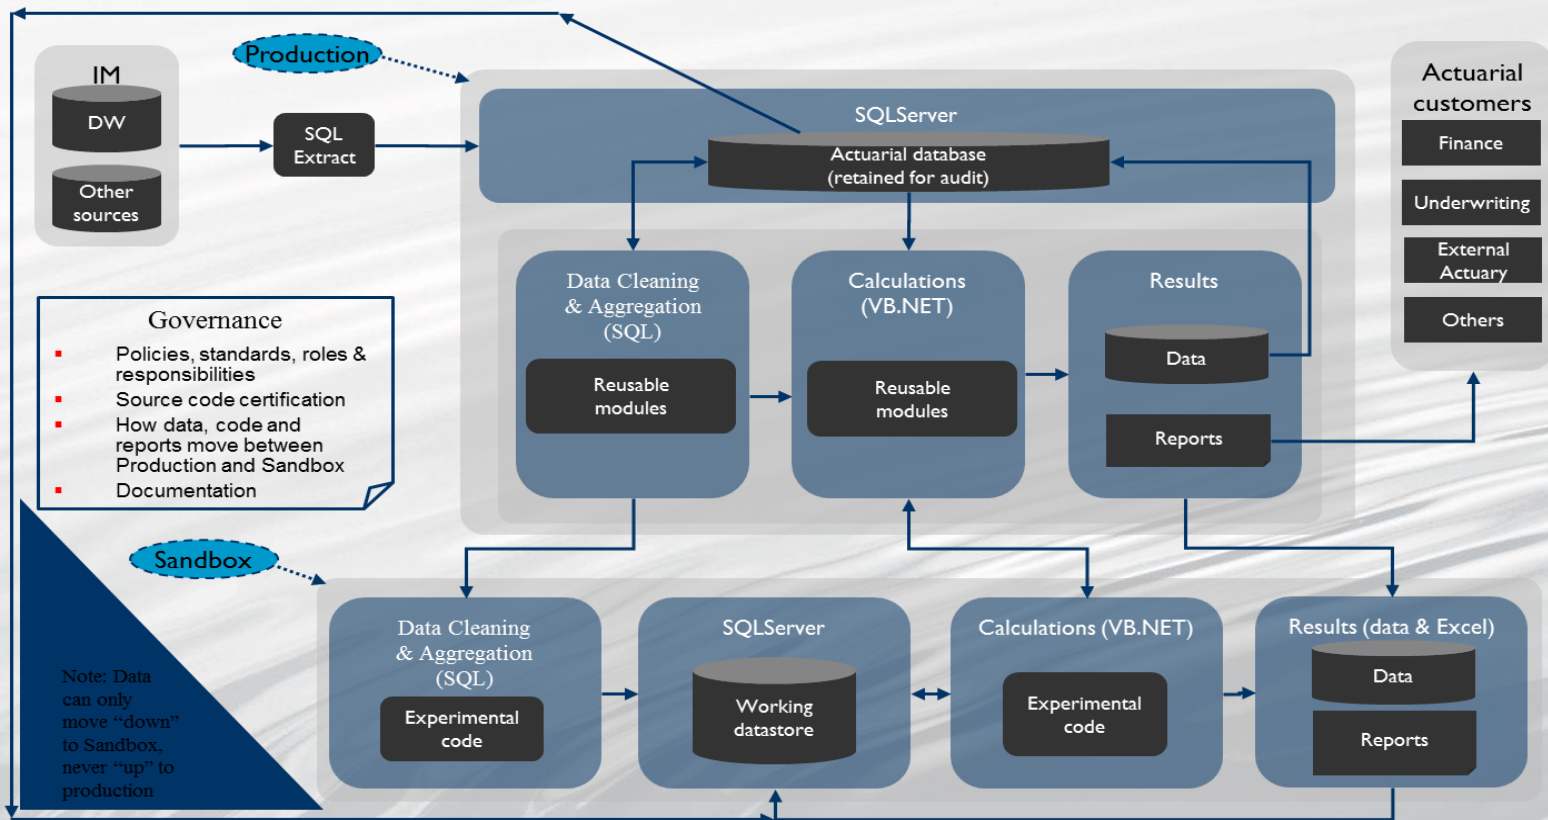 Production
IM
DW
Other
sources
SQL
Extract
SQLServer
Actuarial database
(retained for audit)
Actuarial
customers
Finance
Underwriting
External
Actuary
Others
Data Cleaning
& Aggregation
(SQL)
Reusable
modules
Calculations
(VB.NET)
Reusable
modules
Results
Data
Reports
Governance
Policies, standards, roles &
responsibilities
Source code certification
How data, code and
reports move between
Production and Sandbox
Documentation
Sandbox
Note: Data
can only
move “down”
to Sandbox,
never “up” to
production
Data Cleaning
& Aggregation
(SQL)
Experimental
code
SQLServer
Working
datastore
Calculations (VB.NET)
Experimental
code
Results (data & Excel)
Data
Reports